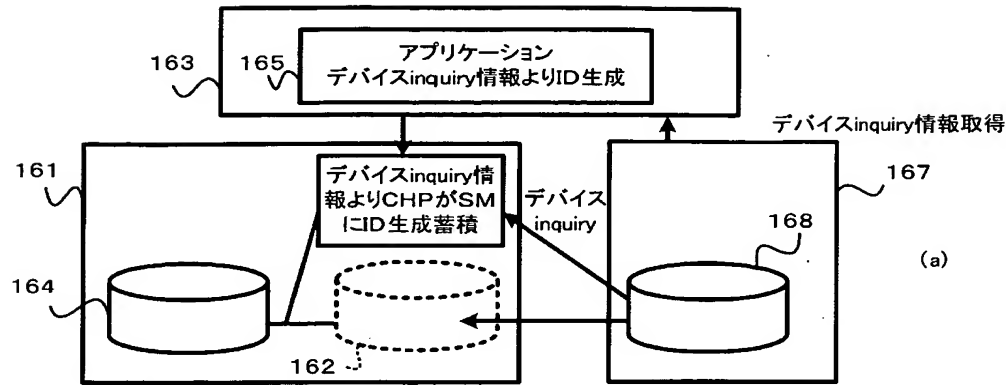 163
165
アプリケーション
デバイスinquiry情報よりID生成
デバイスinquiry情報取得
161
デバイスinquiry情
報よりCHPがSM
にID生成蓄積
デバイス
inquiry
167
168
164
162
(a)